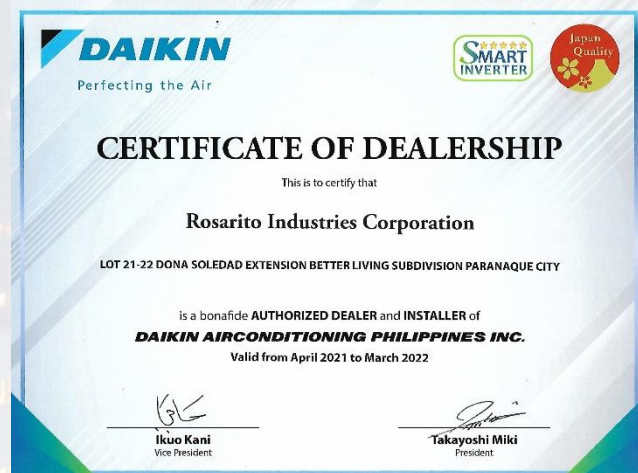 DAIKIN
Perfecting the Air
SMART
INVERTER
Japan
Quality
CERTIFICATE OF DEALERSHIP
This is to certify that
Rosarito Industries Corporation
LOT 21-22 DONA SOLEDAD EXTENSION BETTER LIVING SUBDIVISION PARANAQUE CITY
is a bonafide AUTHORIZED DEALER and INSTALLER of
DAIKIN AIRCONDITIONING PHILIPPINES INC.
Valid from April 2021 to March 2022
Ikuo Kani
Vice President
Takayoshi Miki
President